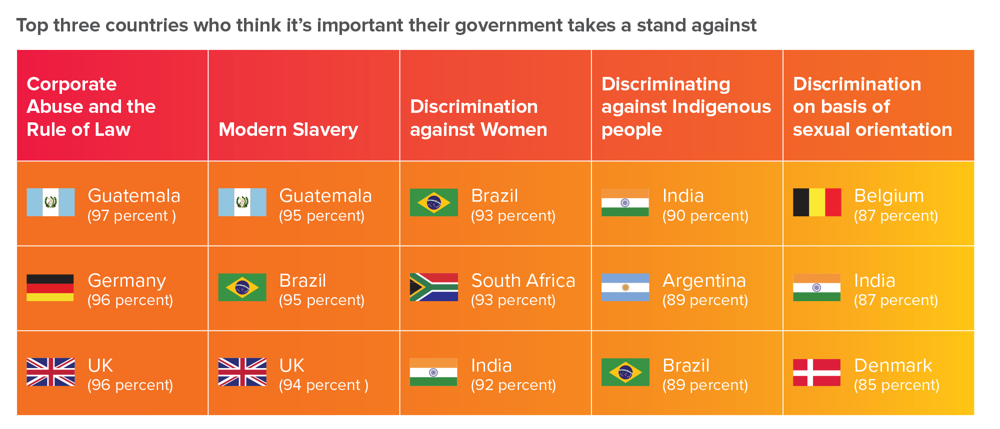 Top three countries who think it’s important their government takes a stand against
Corporate
Abuse and the
Rule of Law
Modern Slavery
Discrimination
against Women
Discriminating
against Indigenous
people
Discrimination
on basis of
sexual orientation
Guatemala
(97 percent )
Guatemala
(95 percent)
Brazil
(93 percent)
India
(90 percent)
Belgium
(87 percent)
Germany
(96 percent)
Brazil
(95 percent)
South Africa
(93 percent)
Argentina
(89 percent)
India
(87 percent)
UK
(96 percent)
UK
(94 percent )
India
(92 percent)
Brazil
(89 percent)
Denmark
(85 percent)